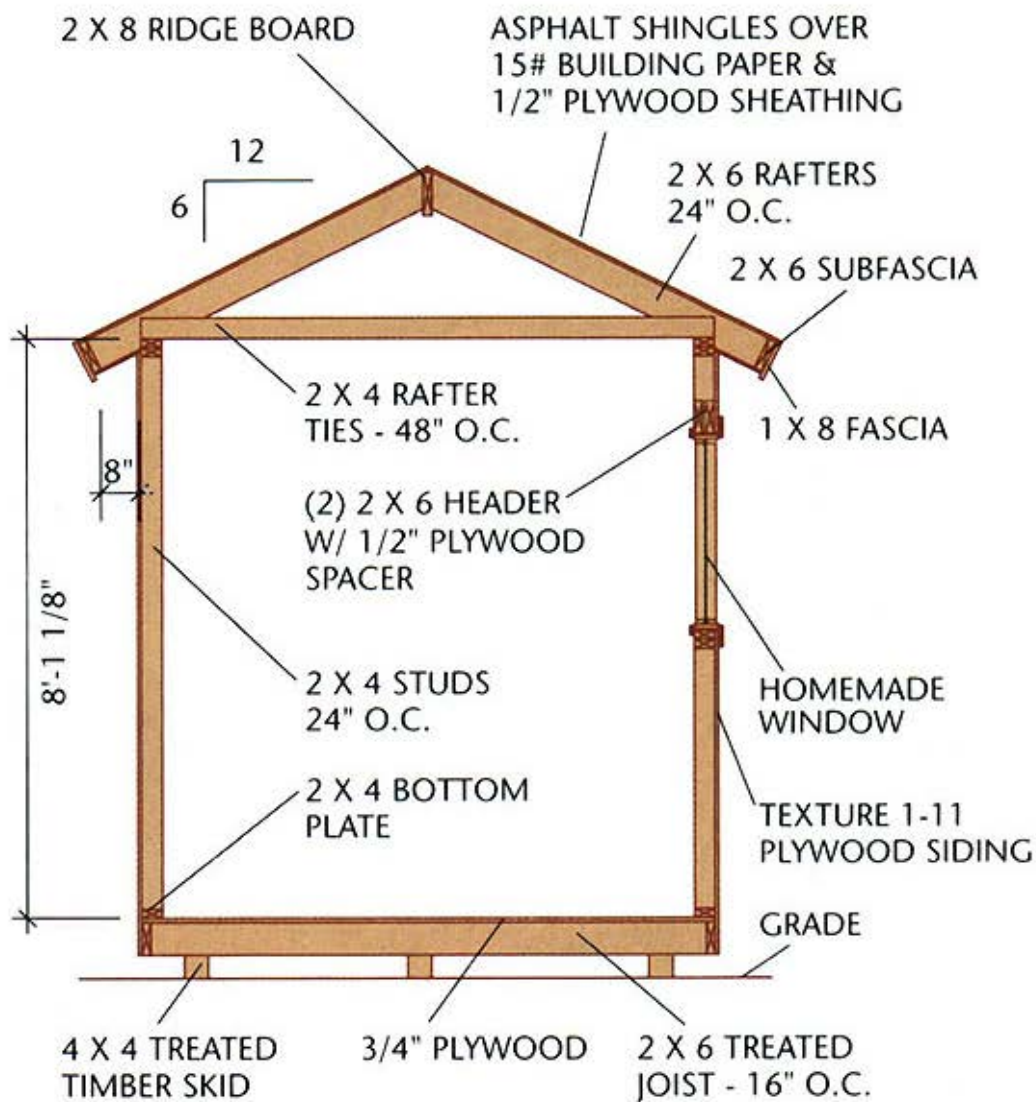 2 X 8 RIDGE BOARD
ASPHALT SHINGLES OVER
15# BUILDING PAPER &
1/2" PLYWOOD SHEATHING
12
6
2 X 6 RAFTERS
24" O.C.
2 X 6 SUBFASCIA
2 X 4 RAFTER
TIES - 48" O.C.
1 X 8 FASCIA
8"
(2) 2 X 6 HEADER
W/ 1/2" PLYWOOD
SPACER
8'-1 1/8"
2 X 4 STUDS
24" O.C.
HOMEMADE
WINDOW
2 X 4 BOTTOM
PLATE
TEXTURE 1-11
PLYWOOD SIDING
GRADE
4 X 4 TREATED
TIMBER SKID
3/4" PLYWOOD
2 X 6 TREATED
JOIST - 16" O.C.